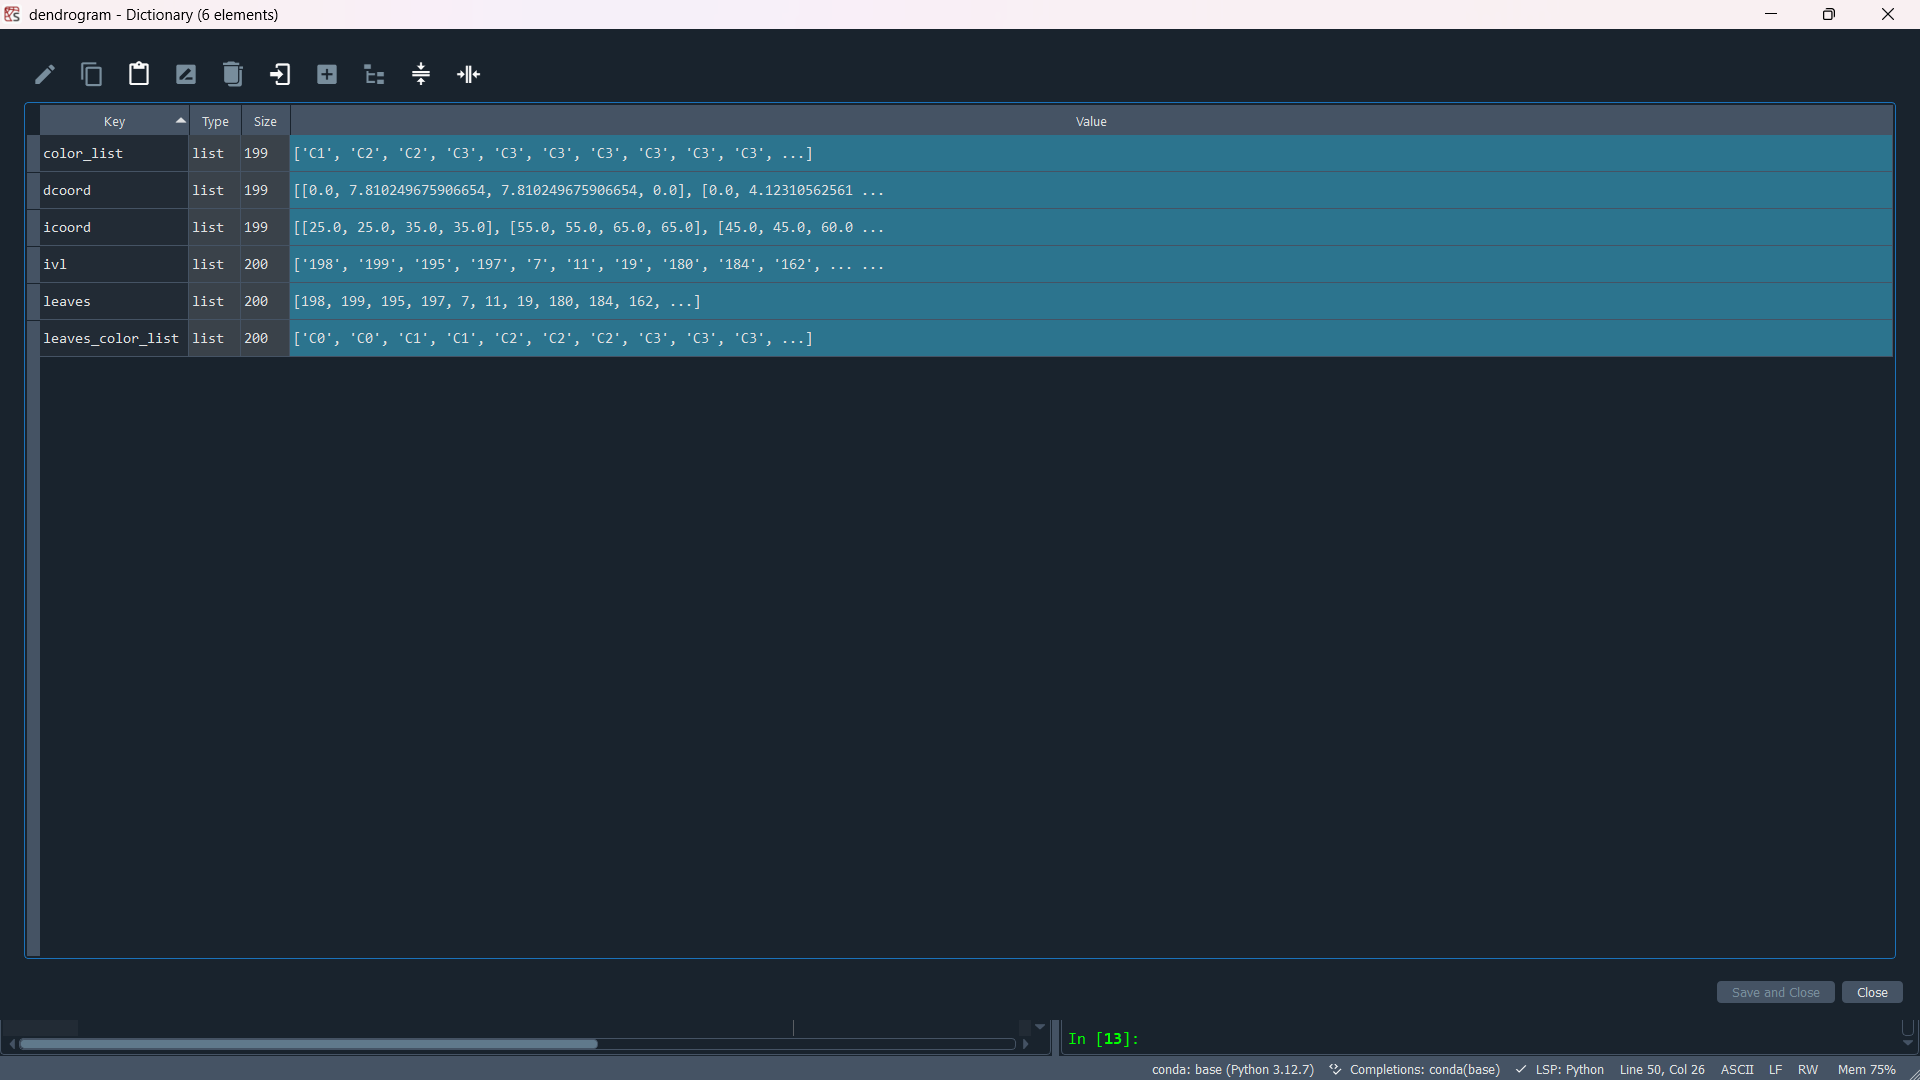 dendrogram - Dictionary (6 elements)
Key Type Size Value
color_list list 199 ['C1', 'C2', 'C2', 'C3', 'C3', 'C3', 'C3', 'C3', 'C3', 'C3', ...]
dcoord list 199 [[0.0, 7.810249675906654, 7.810249675906654, 0.0], [0.0, 4.12310562561 ...
icoord list 199 [[25.0, 25.0, 35.0, 35.0], [55.0, 55.0, 65.0, 65.0], [45.0, 45.0, 60.0 ...
ivl list 200 ['198', '199', '195', '197', '7', '11', '19', '180', '184', '162', ... ...
leaves list 200 [198, 199, 195, 197, 7, 11, 19, 180, 184, 162, ...]
leaves_color_list list 200 ['C0', 'C0', 'C1', 'C1', 'C2', 'C2', 'C2', 'C3', 'C3', 'C3', ...]
Save and Close Close
In [13]:
conda: base (Python 3.12.7) Completions: conda(base) LSP: Python Line 50, Col 26 ASCII LF RW Mem 75%